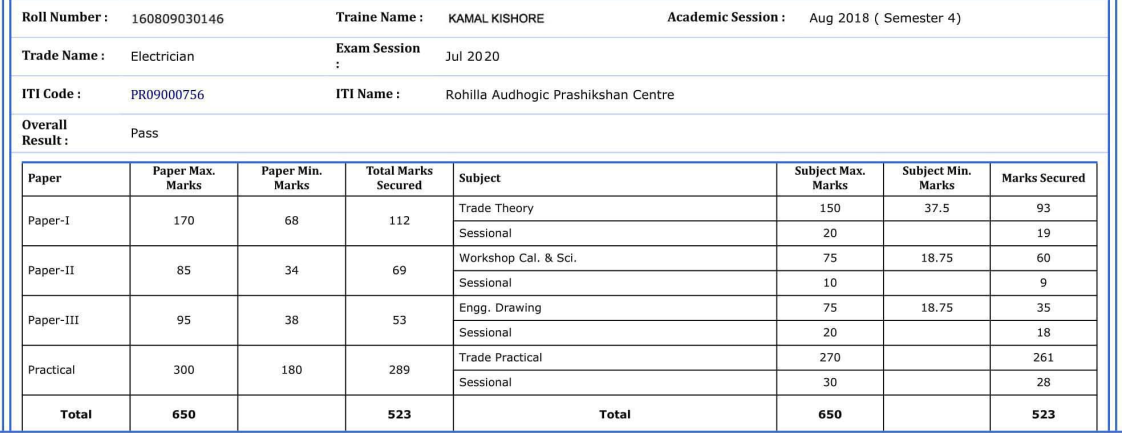 Roll Number : 160809030146 Traine Name : KAMAL KISHORE Academic Session : Aug 2018 ( Semester 4)
Trade Name : Electrician Exam Session : Jul 2020
ITI Code : PR09000756 ITI Name : Rohilla Audhogic Prashikshan Centre
Overall Result : Pass
Paper Paper Max. Marks Paper Min. Marks Total Marks Secured Subject Subject Max. Marks Subject Min. Marks Marks Secured
Paper-I 170 68 112 Trade Theory 150 37.5 93
Sessional 20 19
Paper-II 85 34 69 Workshop Cal. & Sci. 75 18.75 60
Sessional 10 9
Paper-III 95 38 53 Engg. Drawing 75 18.75 35
Sessional 20 18
Practical 300 180 289 Trade Practical 270 261
Sessional 30 28
Total 650 523 Total 650 523